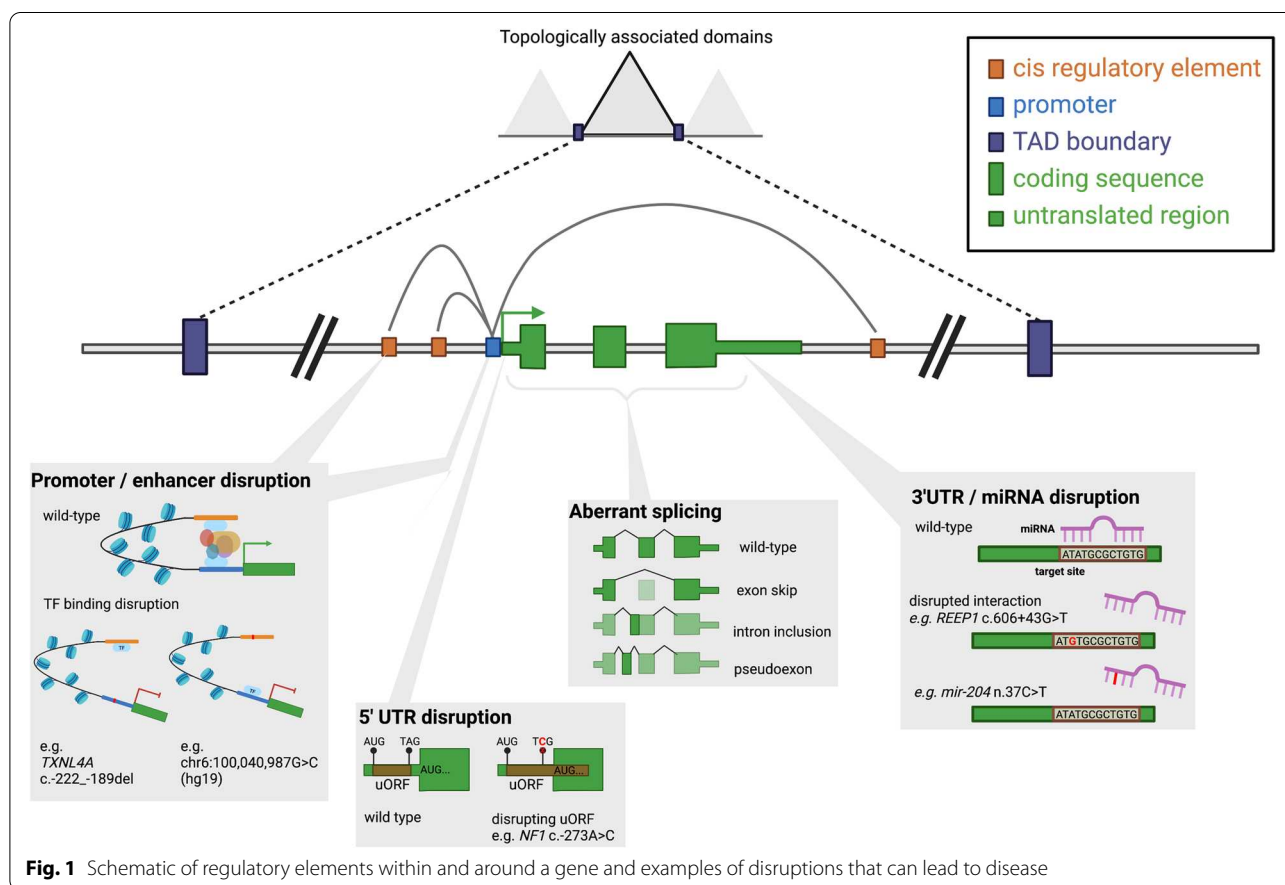 Topologically associated domains
cis regulatory element
promoter
TAD boundary
coding sequence
untranslated region
Promoter / enhancer disruption
wild-type
TF binding disruption
TF
TF
e.g.
TXNL4A
c.-222_-189del
e.g.
chr6:100,040,987G>C
(hg19)
5' UTR disruption
AUG TAG
AUG...
uORF
wild type
AUG TCG
AUG...
uORF
disrupting uORF
e.g. NF1 c.-273A>C
Aberrant splicing
wild-type
exon skip
intron inclusion
pseudoexon
3'UTR / miRNA disruption
wild-type
miRNA
ATATGCGCTGTG
target site
disrupted interaction
e.g. REEP1 c.606+43G>T
ATGTGCGCTGTG
e.g. mir-204 n.37C>T
ATATGCGCTGTG
Fig. 1 Schematic of regulatory elements within and around a gene and examples of disruptions that can lead to disease